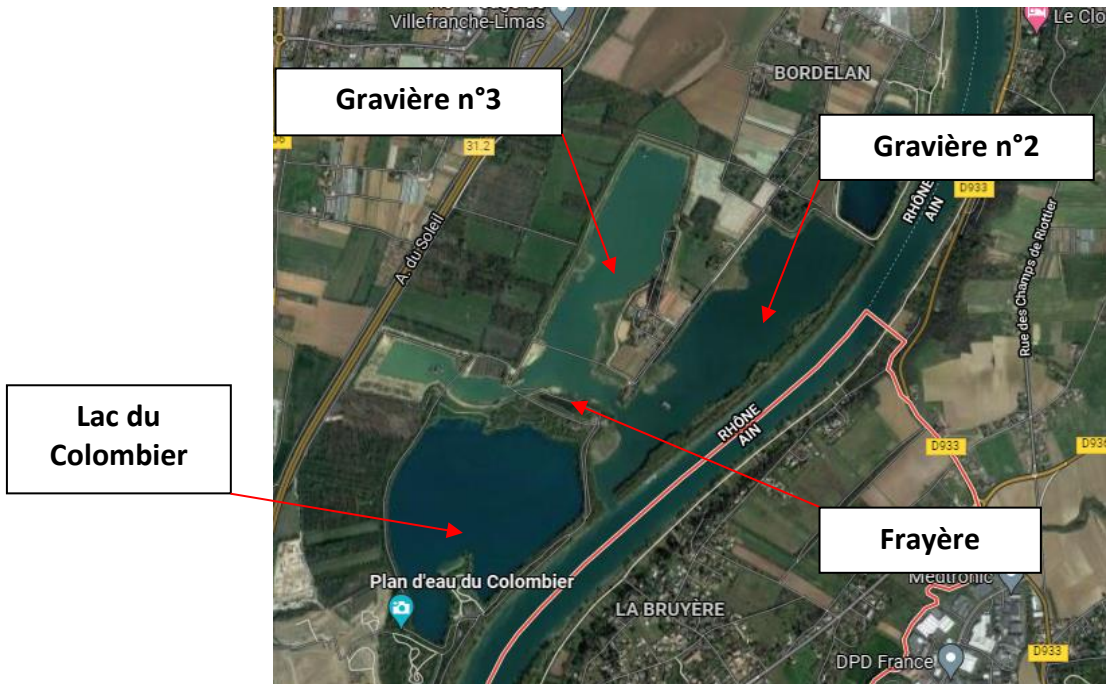 Villefranche-Limas
Le Clo
BORDELAN
Gravière n°3
Gravière n°2
31.2
D933
RHÔNE
AIN
A. du Soleil
Rue des Champs de Riottier
Lac du
Colombier
RHÔNE
AIN
D933
D936
Frayère
Plan d'eau du Colombier
Medtronic
LA BRUYÈRE
DPD France
D933